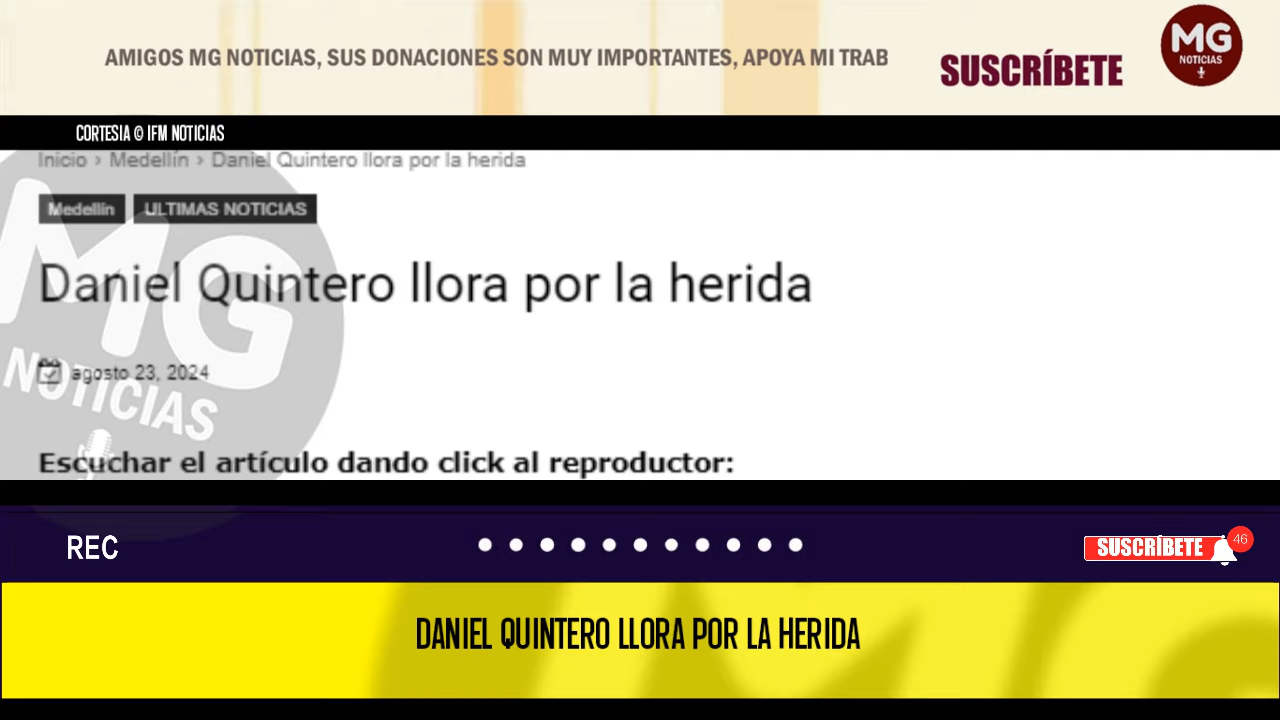 AMIGOS MG NOTICIAS, SUS DONACIONES SON MUY IMPORTANTES, APOYA MI TRAB
SUSCRÍBETE
MG
NOTICIAS
CORTESIA © IFM NOTICIAS
Inicio › Medellín › Daniel Quintero llora por la herida
Medellín
ULTIMAS NOTICIAS
Daniel Quintero llora por la herida
MG
NOTICIAS
agosto 23, 2024
Escuchar el artículo dando click al reproductor:
REC
SUSCRÍBETE
46
DANIEL QUINTERO LLORA POR LA HERIDA